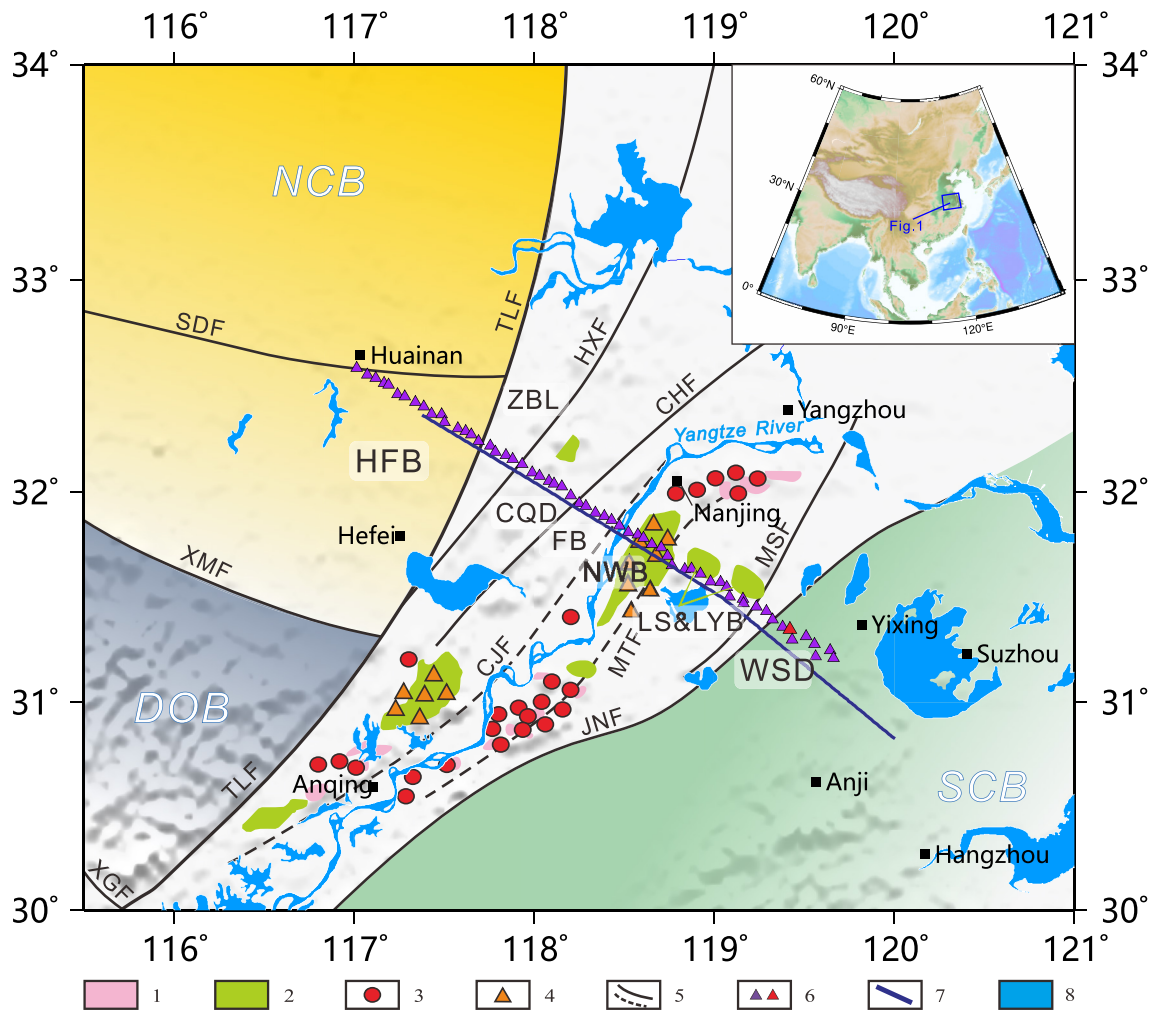 116° 117° 118° 119° 120° 121°
34° 34°
60°N
NCB
30°N
Fig.1
33° 33°
0°
90°E
120°E
SDF
TLF
HXF
Huainan
ZBL
CHF
Yangzhou
Yangtze River
HFB
32° 32°
CQD
Nanjing
Hefei
FB
MSF
XMF
NWB
LS&LYB
Yixing
Suzhou
CJF
MTF
WSD
31° 31°
DOB
JNF
TLF
Anqing
Anji
SCB
Hangzhou
XGF
30° 30°
116° 117° 118° 119° 120° 121°
1 2 3 4 5 6 7 8